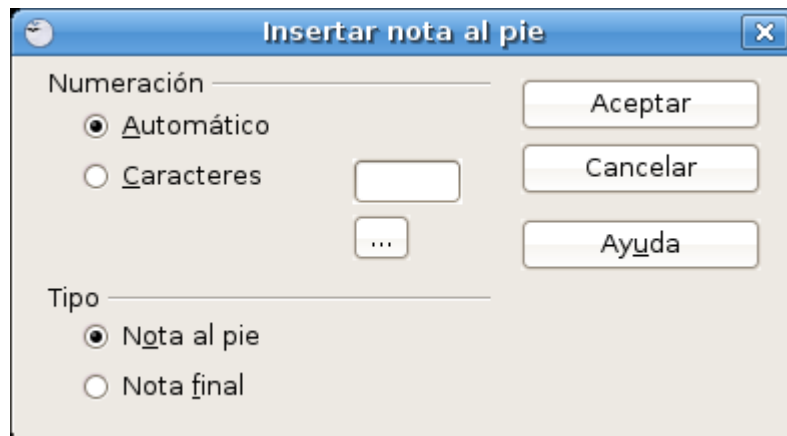 Insertar nota al pie
Numeración
Automático
Caracteres
...
Tipo
Nota al pie
Nota final
Aceptar
Cancelar
Ayuda